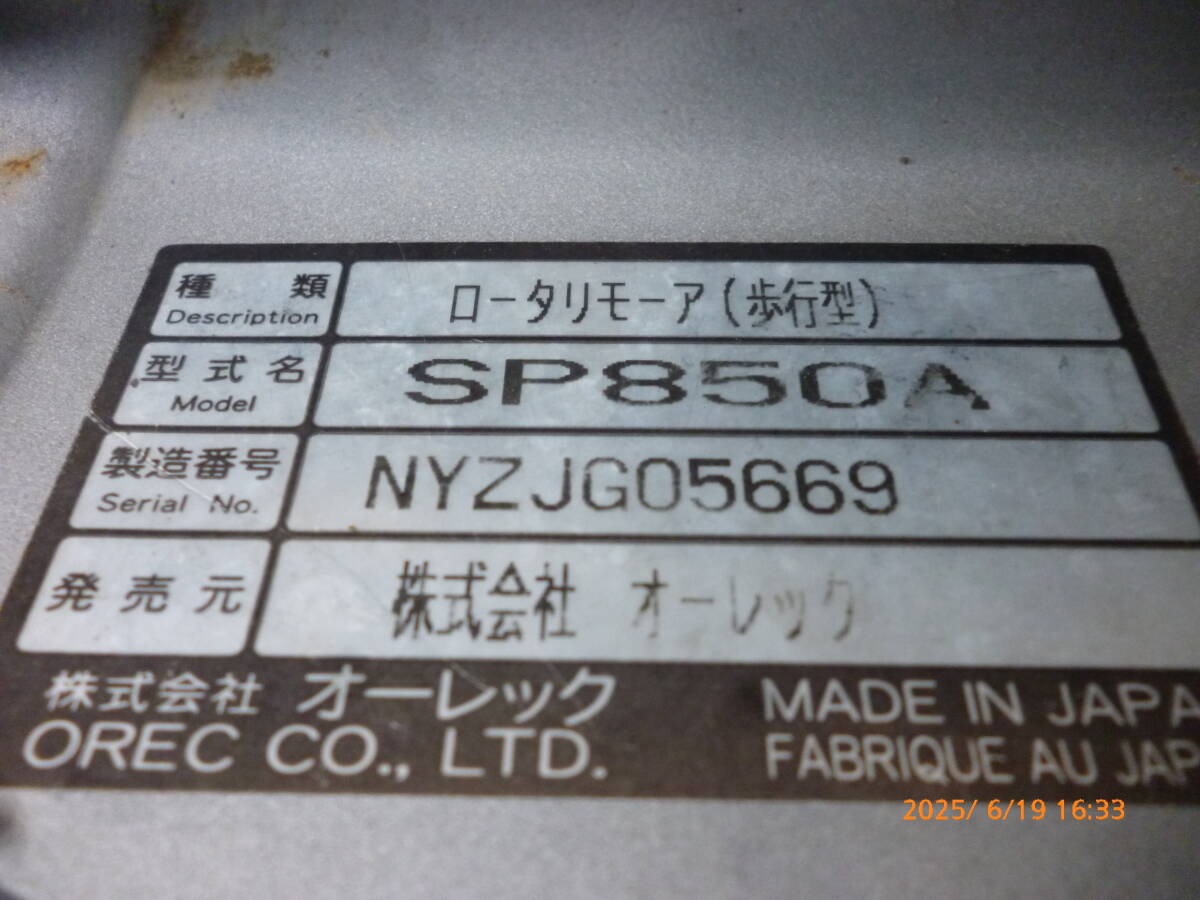 種類 ロータリモーア(歩行型)
Description
型式名 SP850A
Model
製造番号 NYZJG05669
Serial No.
発売元 株式会社 オーレック
株式会社 オーレック MADE IN JAPA
OREC CO., LTD. FABRIQUE AU JAP
2025/ 6/19 16:33